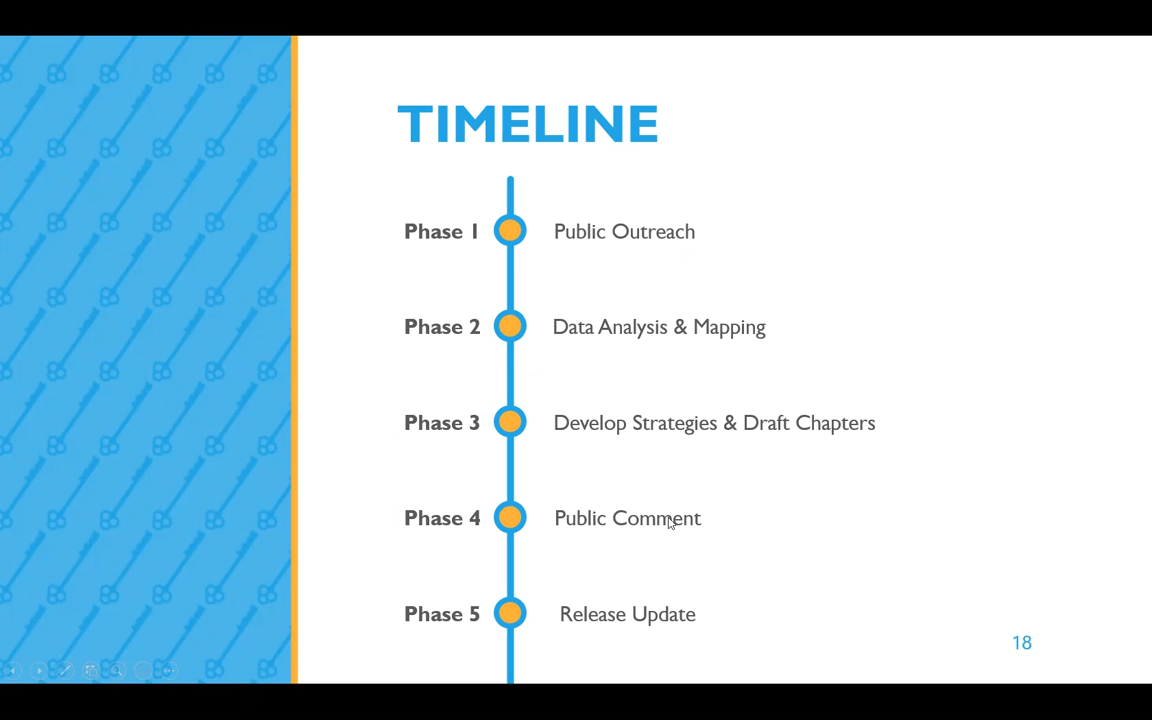 TIMELINE
Phase 1 Public Outreach
Phase 2 Data Analysis & Mapping
Phase 3 Develop Strategies & Draft Chapters
Phase 4 Public Comment
Phase 5 Release Update
18